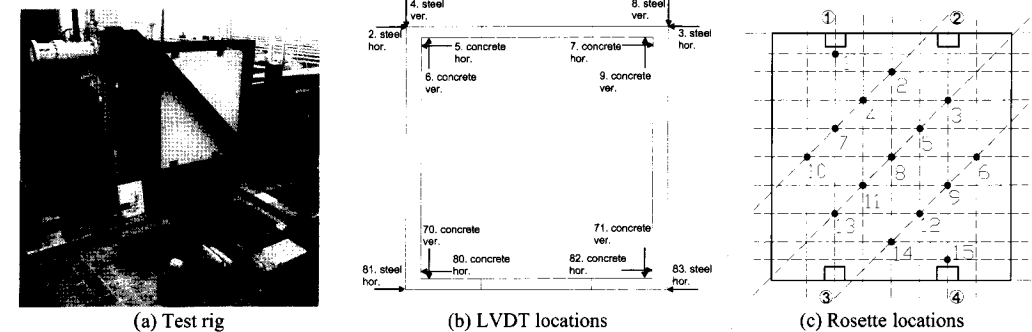 4. steel
ver.
8. steel
ver.
2. steel
hor.
3. steel
hor.
5. concrete
hor.
7. concrete
hor.
6. concrete
ver.
9. concrete
ver.
70. concrete
ver.
71. concrete
ver.
80. concrete
hor.
82. concrete
hor.
81. steel
hor.
83. steel
hor.
① ②
2
4 3
7 5
10 8 6
11 9
13 12
14 15
③ ④
(a) Test rig
(b) LVDT locations
(c) Rosette locations